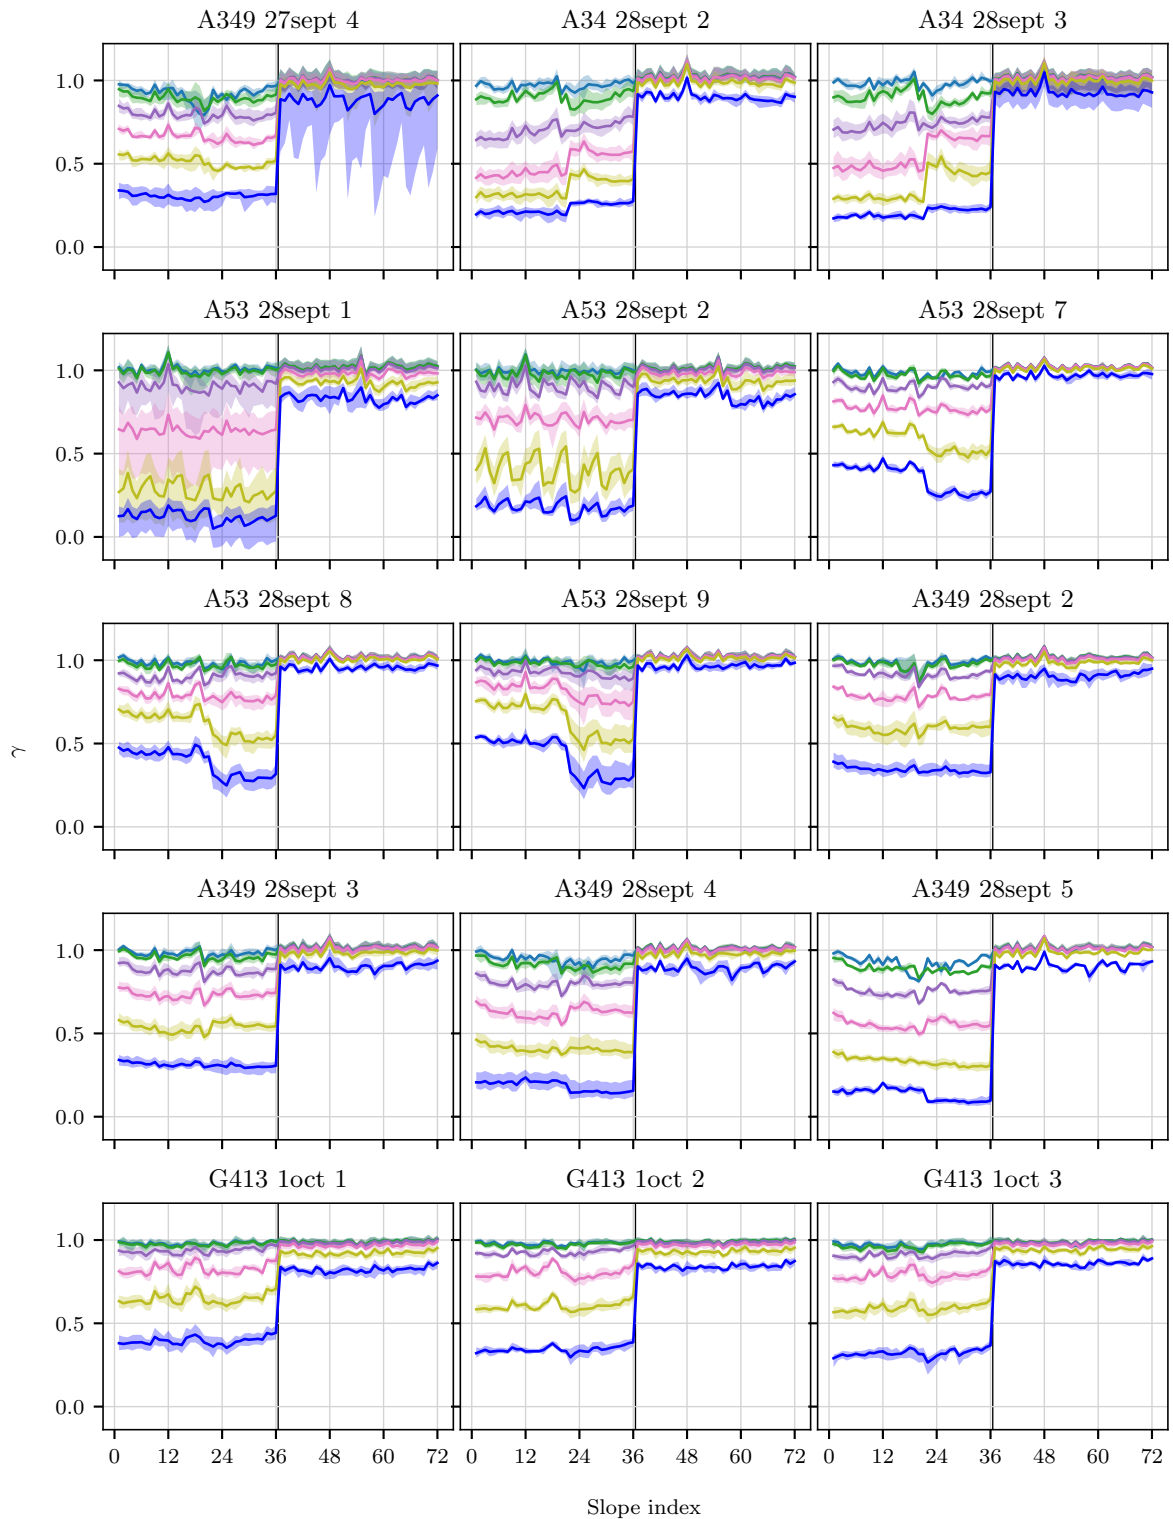 A349 27sept 4 A34 28sept 2 A34 28sept 3
1.0
0.5
0.0
A53 28sept 1 A53 28sept 2 A53 28sept 7
1.0
0.5
0.0
A53 28sept 8 A53 28sept 9 A349 28sept 2
1.0
0.5
γ
0.0
A349 28sept 3 A349 28sept 4 A349 28sept 5
1.0
0.5
0.0
G413 1oct 1 G413 1oct 2 G413 1oct 3
1.0
0.5
0.0
0 12 24 36 48 60 72 0 12 24 36 48 60 72 0 12 24 36 48 60 72
Slope index